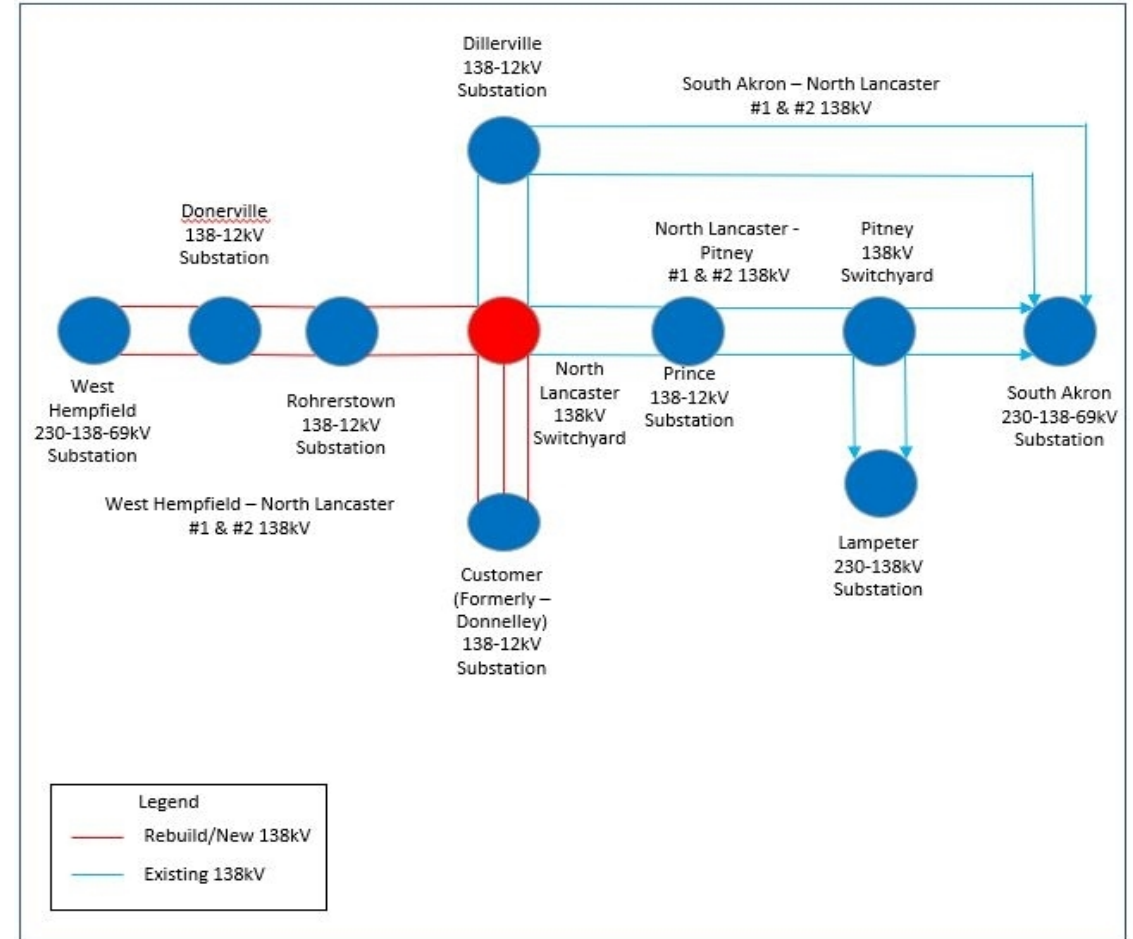 Dillerville
138-12kV
Substation
South Akron – North Lancaster
#1 & #2 138kV
Donerville
138-12kV
Substation
North Lancaster -
Pitney
#1 & #2 138kV
Pitney
138kV
Switchyard
West
Hempfield
230-138-69kV
Substation
Rohrerstown
138-12kV
Substation
North
Lancaster
138kV
Switchyard
Prince
138-12kV
Substation
South Akron
230-138-69kV
Substation
West Hempfield – North Lancaster
#1 & #2 138kV
Lampeter
230-138kV
Substation
Customer
(Formerly –
Donnelley)
138-12kV
Substation
Legend
Rebuild/New 138kV
Existing 138kV